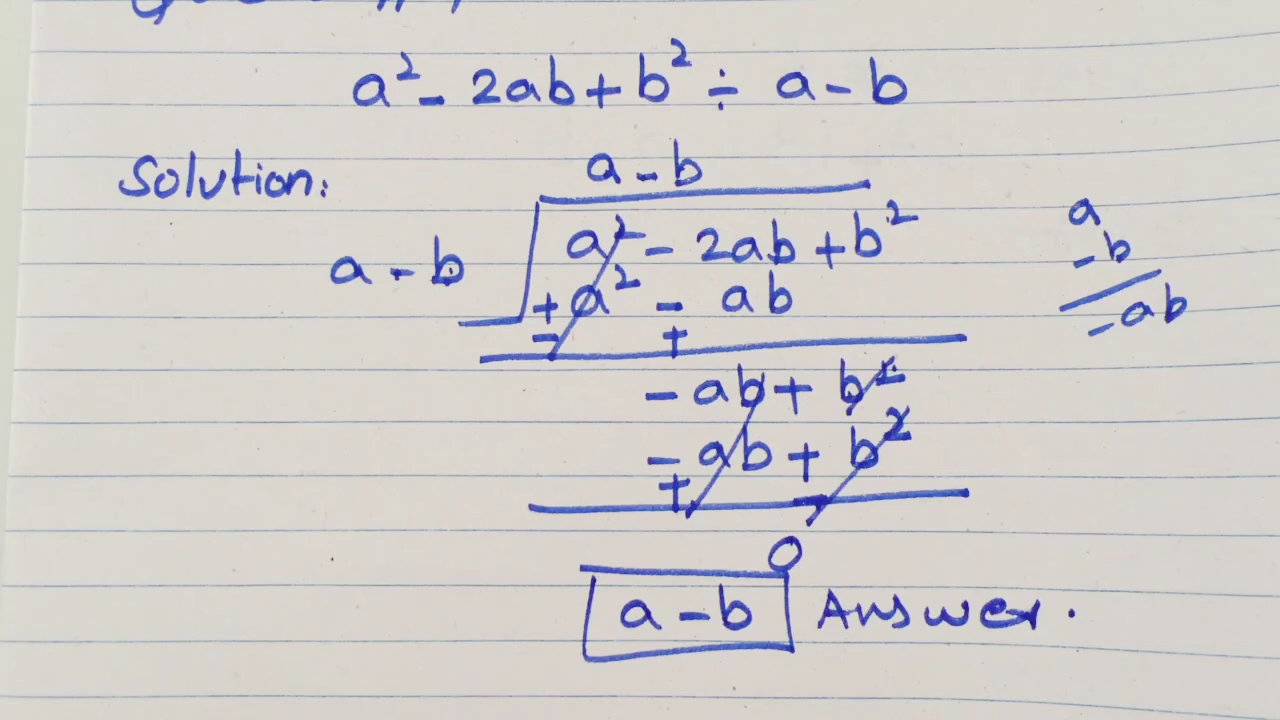 a² - 2ab + b² ÷ a - b
Solution:
a - b
a - b
a² - 2ab + b²
+ a² - ab
- +
- ab + b²
- ab + b²
+ -
0
a - b Answer.
a
- b
- ab